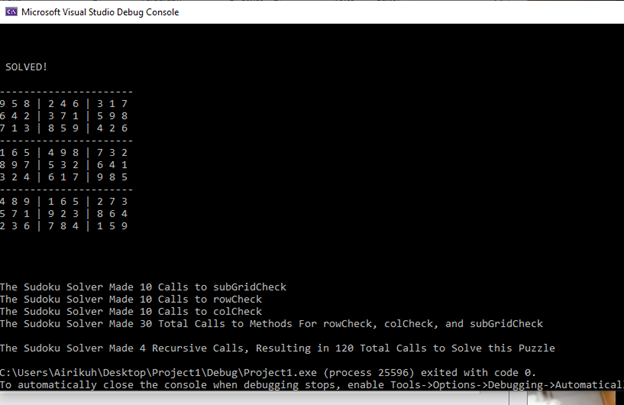 Microsoft Visual Studio Debug Console
SOLVED!
----------------------
9 5 8 | 2 4 6 | 3 1 7
6 4 2 | 3 7 1 | 5 9 8
7 1 3 | 8 5 9 | 4 2 6
----------------------
1 6 5 | 4 9 8 | 7 3 2
8 9 7 | 5 3 2 | 6 4 1
3 2 4 | 6 1 7 | 9 8 5
----------------------
4 8 9 | 1 6 5 | 2 7 3
5 7 1 | 9 2 3 | 8 6 4
2 3 6 | 7 8 4 | 1 5 9
The Sudoku Solver Made 10 Calls to subGridCheck
The Sudoku Solver Made 10 Calls to rowCheck
The Sudoku Solver Made 10 Calls to colCheck
The Sudoku Solver Made 30 Total Calls to Methods For rowCheck, colCheck, and subGridCheck
The Sudoku Solver Made 4 Recursive Calls, Resulting in 120 Total Calls to Solve this Puzzle
C:\Users\Airikuh\Desktop\Project1\Debug\Project1.exe (process 25596) exited with code 0.
To automatically close the console when debugging stops, enable Tools->Options->Debugging->Automatical